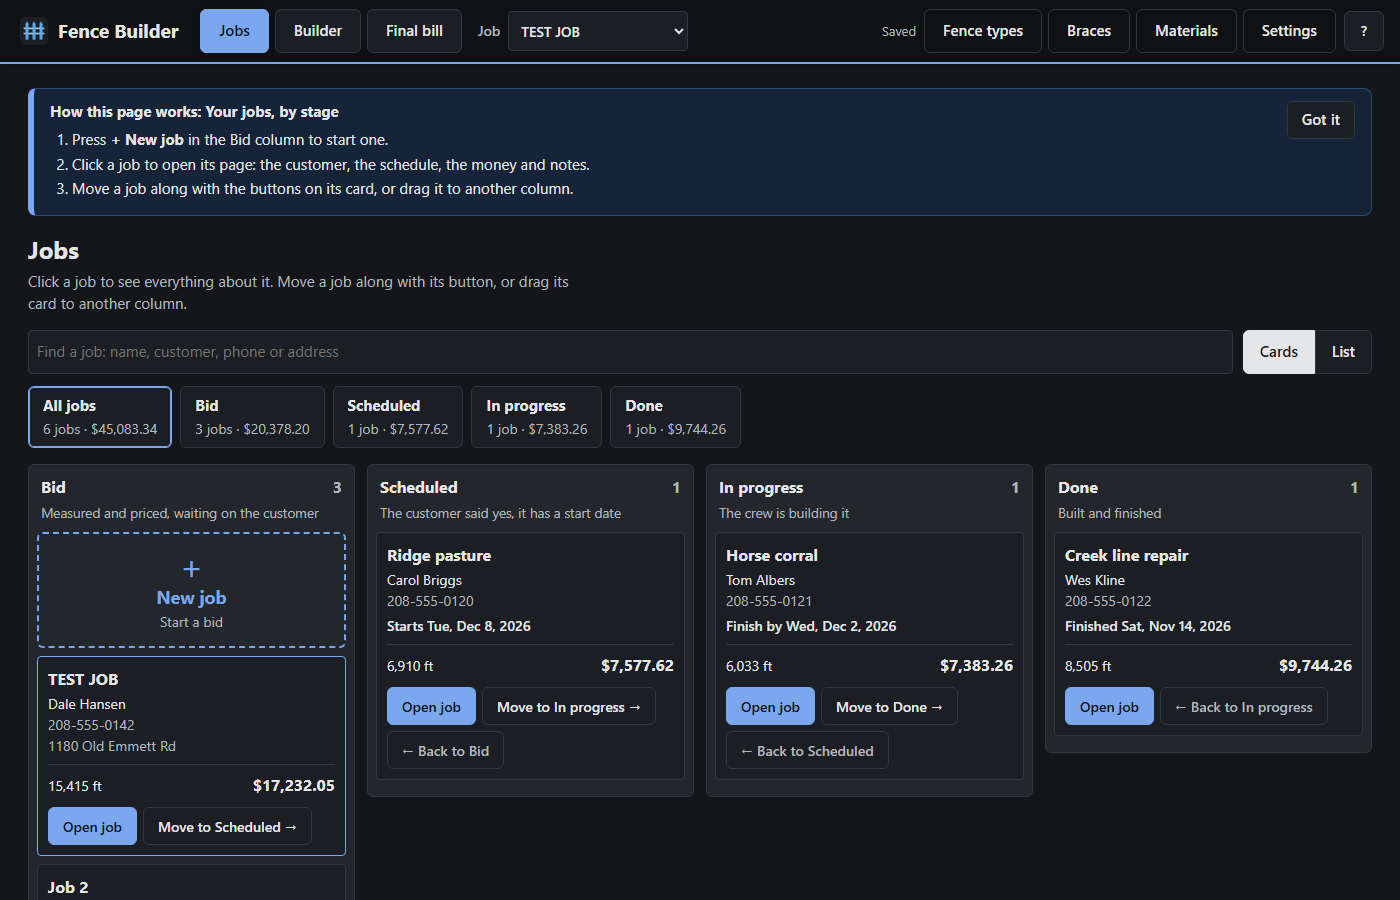 Fence Builder
Jobs
Builder
Final bill
Job
TEST JOB
Saved
Fence types
Braces
Materials
Settings
?
How this page works: Your jobs, by stage
1. Press + New job in the Bid column to start one.
2. Click a job to open its page: the customer, the schedule, the money and notes.
3. Move a job along with the buttons on its card, or drag it to another column.
Got it
Jobs
Click a job to see everything about it. Move a job along with its button, or drag its
card to another column.
Find a job: name, customer, phone or address
Cards
List
All jobs
6 jobs · $45,083.34
Bid
3 jobs · $20,378.20
Scheduled
1 job · $7,577.62
In progress
1 job · $7,383.26
Done
1 job · $9,744.26
Bid 3
Measured and priced, waiting on the customer
+
New job
Start a bid
TEST JOB
Dale Hansen
208-555-0142
1180 Old Emmett Rd
15,415 ft $17,232.05
Open job
Move to Scheduled →
Job 2
Scheduled 1
The customer said yes, it has a start date
Ridge pasture
Carol Briggs
208-555-0120
Starts Tue, Dec 8, 2026
6,910 ft $7,577.62
Open job
Move to In progress →
← Back to Bid
In progress 1
The crew is building it
Horse corral
Tom Albers
208-555-0121
Finish by Wed, Dec 2, 2026
6,033 ft $7,383.26
Open job
Move to Done →
← Back to Scheduled
Done 1
Built and finished
Creek line repair
Wes Kline
208-555-0122
Finished Sat, Nov 14, 2026
8,505 ft $9,744.26
Open job
← Back to In progress